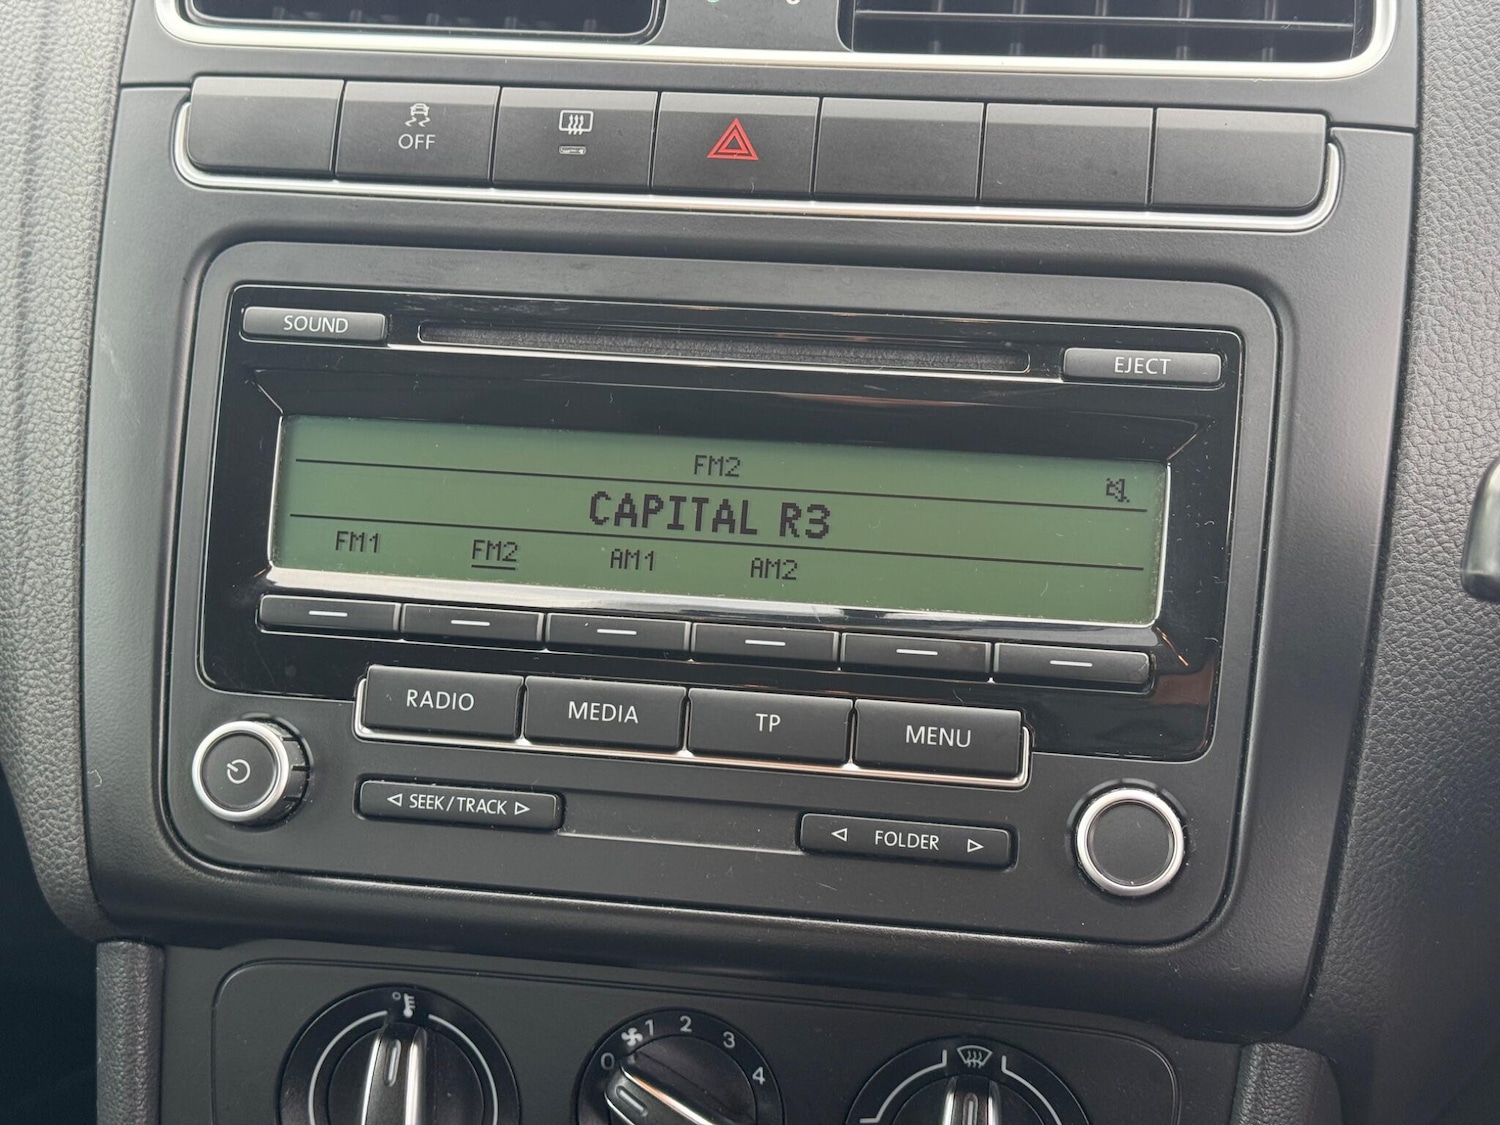 OFF
SOUND
EJECT
FM2
CAPITAL R3
FM1 FM2 AM1 AM2
RADIO MEDIA TP MENU
SEEK/TRACK
FOLDER
0 1 2 3 4